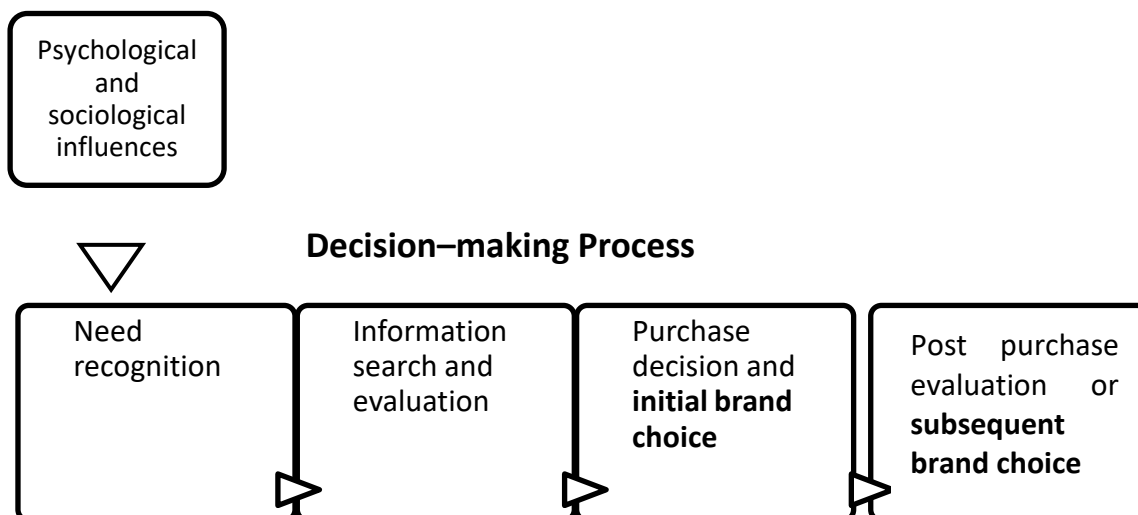 Psychological
and
sociological
influences
Decision–making Process
Need
recognition
Information
search and
evaluation
Purchase
decision and
initial brand
choice
Post purchase
evaluation or
subsequent
brand choice